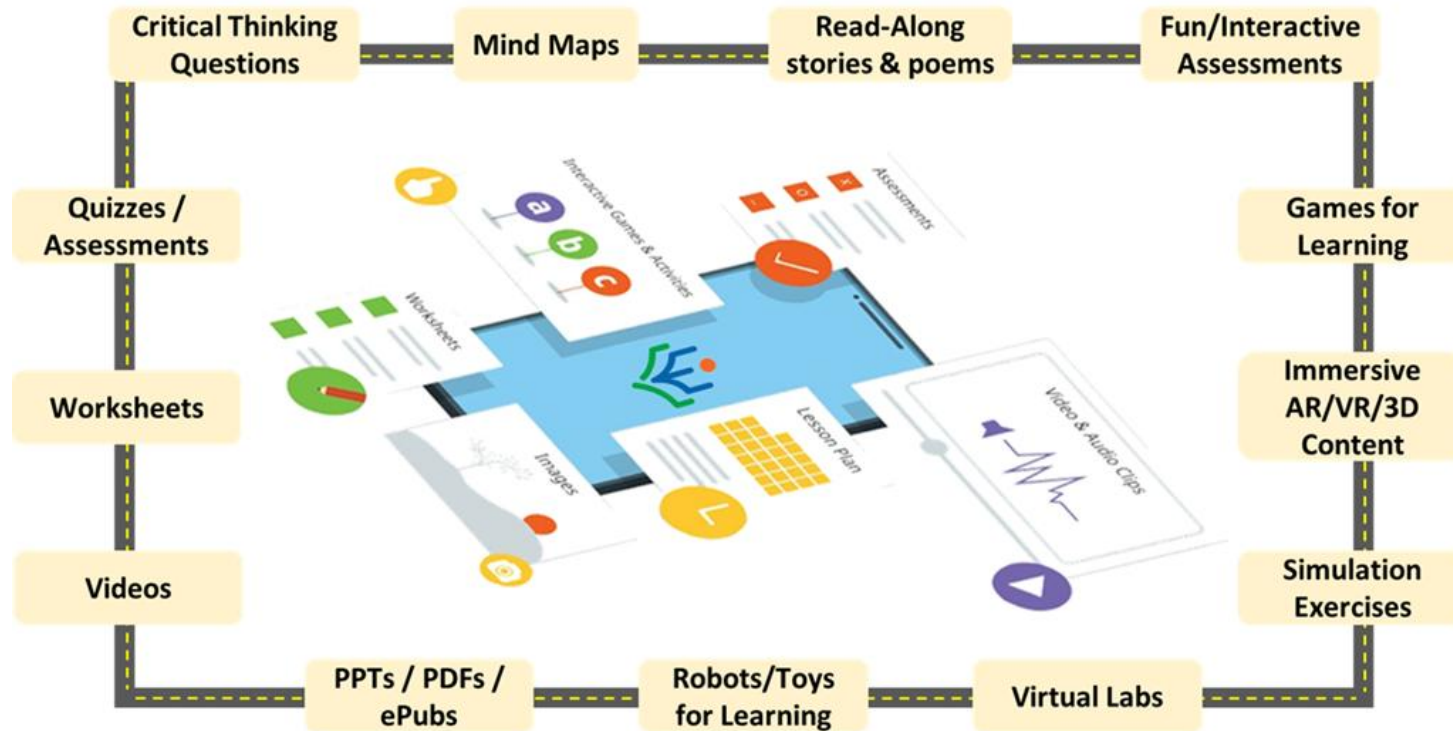 Critical Thinking
Questions
Mind Maps
Read-Along
stories & poems
Fun/Interactive
Assessments
Quizzes /
Assessments
Games for
Learning
Worksheets
Immersive
AR/VR/3D
Content
Videos
Simulation
Exercises
PPTs / PDFs /
ePubs
Robots/Toys
for Learning
Virtual Labs
Interactive Games & Activities
a
b
c
Assessments
x
o
-
Worksheets
Images
Lesson Plan
Video & Audio Clips